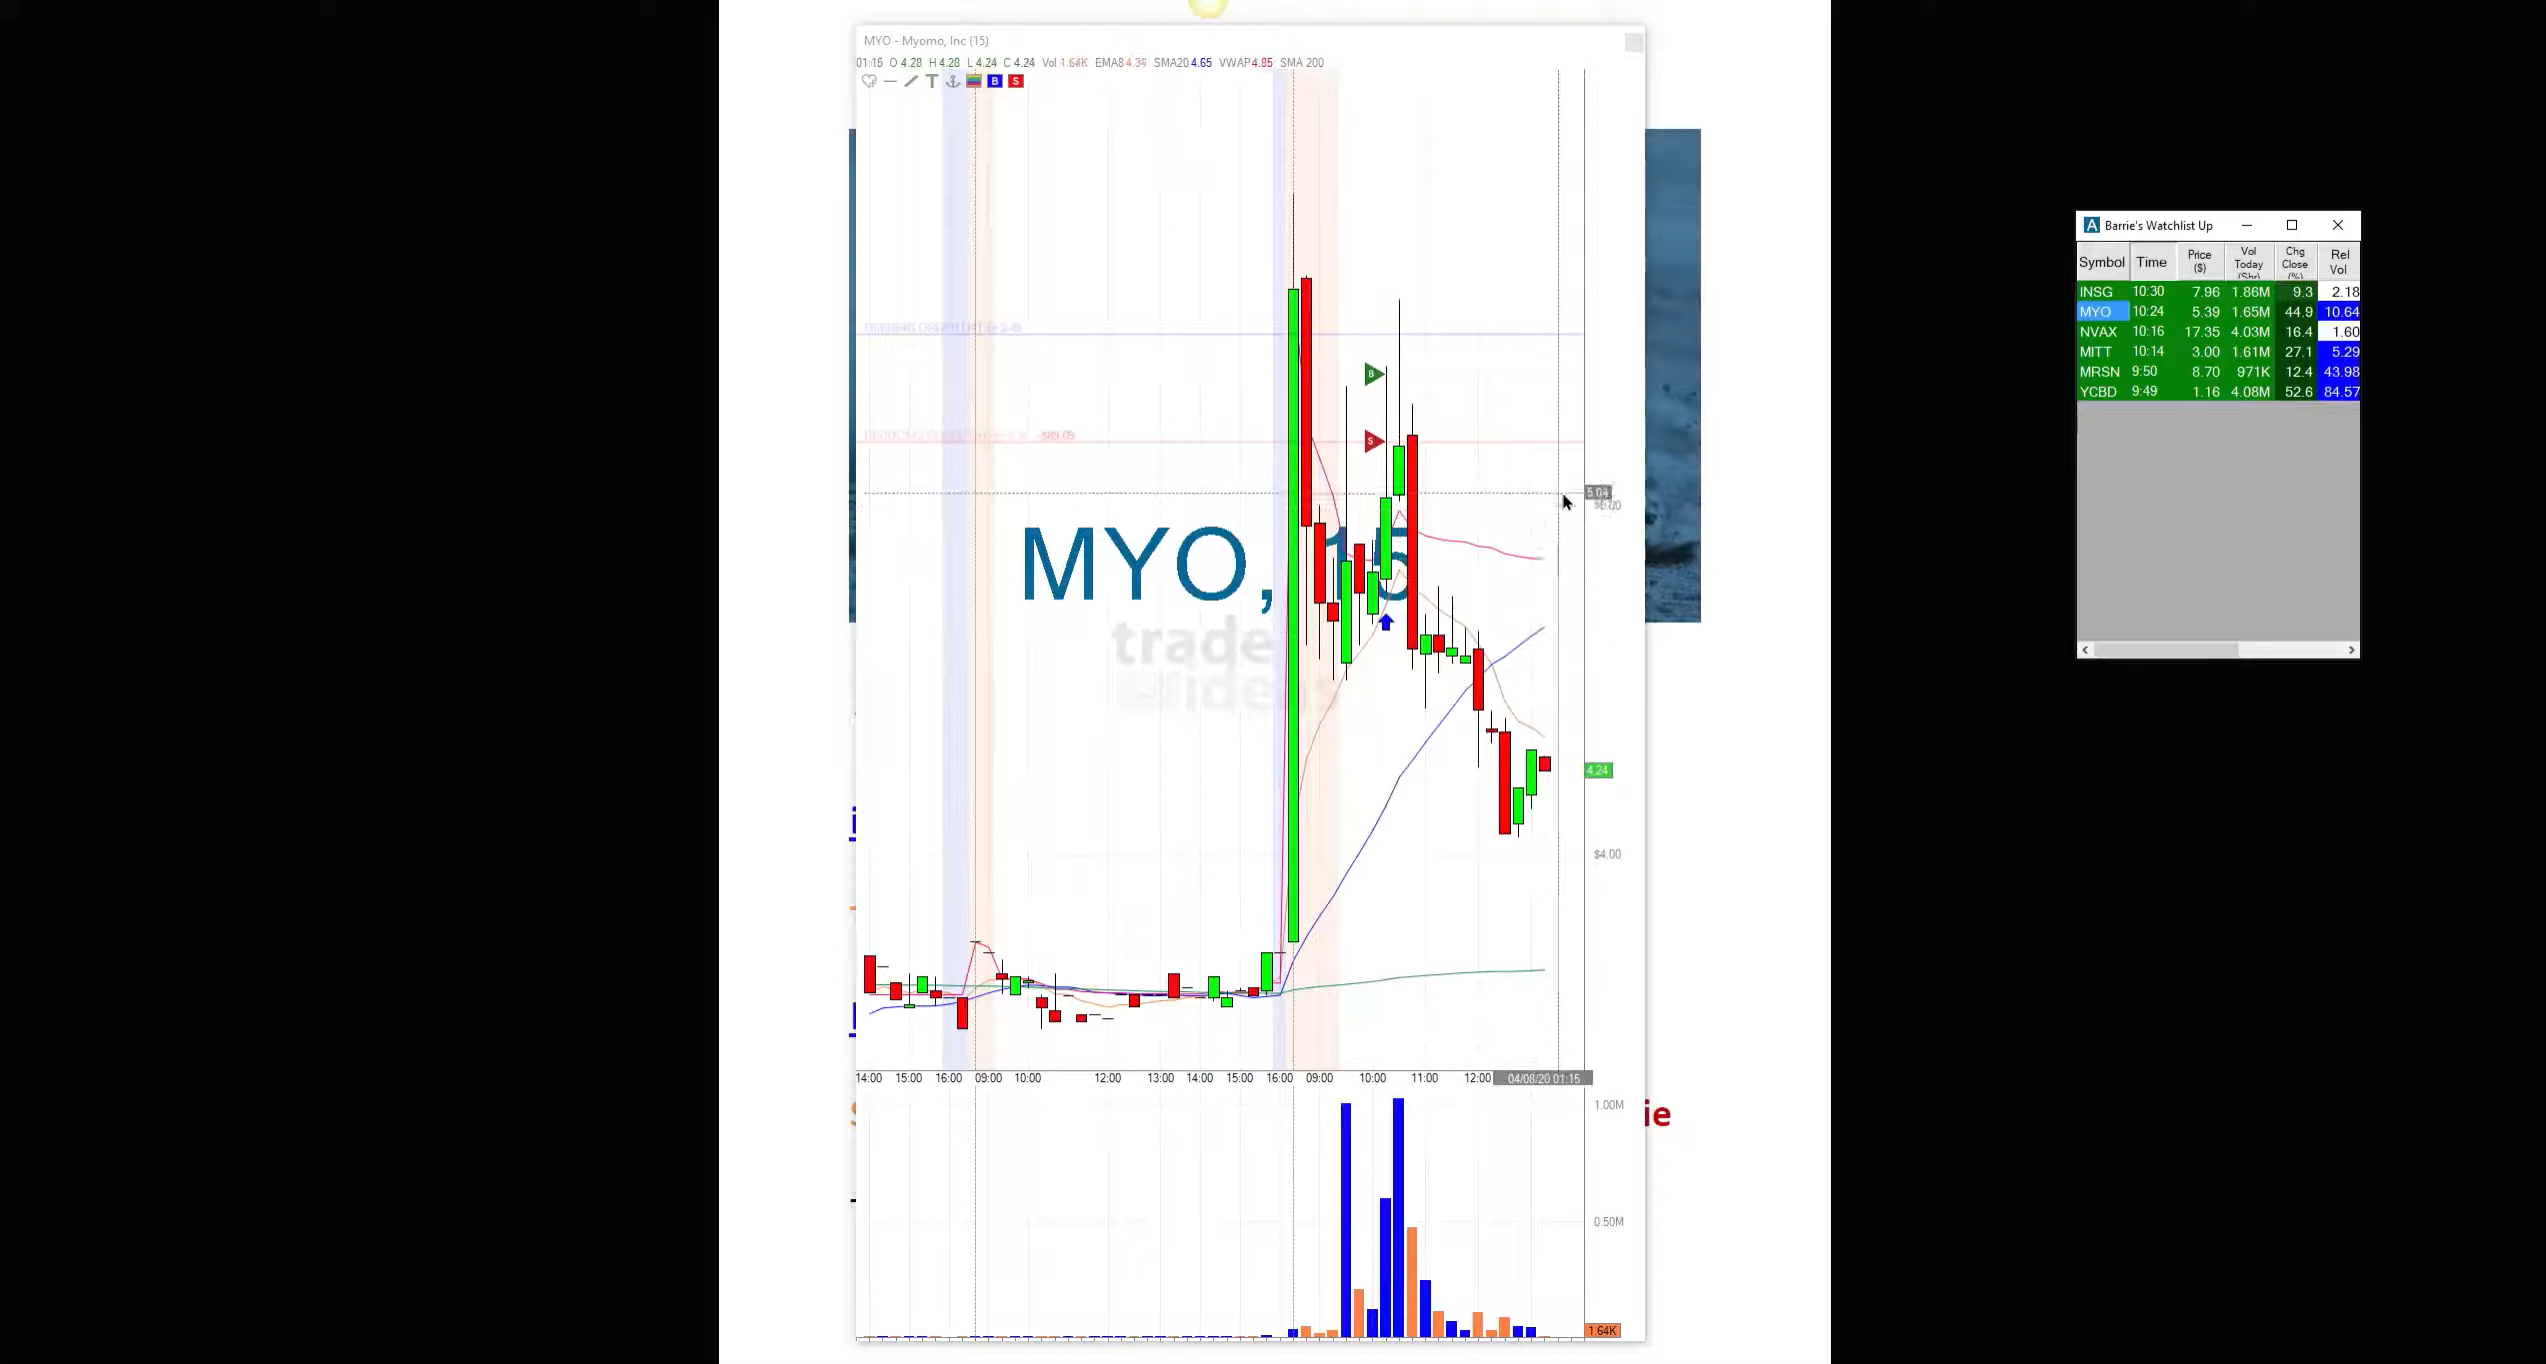 MYO - Myomo, Inc (15)
01:15 O 4.28 H 4.28 L 4.24 C 4.24 Vol 1.64K EMA8 4.34 SMA20 4.65 VWAP 4.85 SMA 200
T B S
B
-$89.09
S
5.04
MYO, 15
trade
ideas
4.24
$4.00
14:00 15:00 16:00 09:00 10:00 12:00 13:00 14:00 15:00 16:00 09:00 10:00 11:00 12:00 04/08/20 01:15
1.00M
ie
0.50M
1.64K
A Barrie's Watchlist Up
Symbol Time Price ($) Vol Today (Shr) Chg Close (%) Rel Vol
INSG 10:30 7.96 1.86M 9.3 2.18
MYO 10:24 5.39 1.65M 44.9 10.64
NVAX 10:16 17.35 4.03M 16.4 1.60
MITT 10:14 3.00 1.61M 27.1 5.29
MRSN 9:50 8.70 971K 12.4 43.98
YCBD 9:49 1.16 4.08M 52.6 84.57